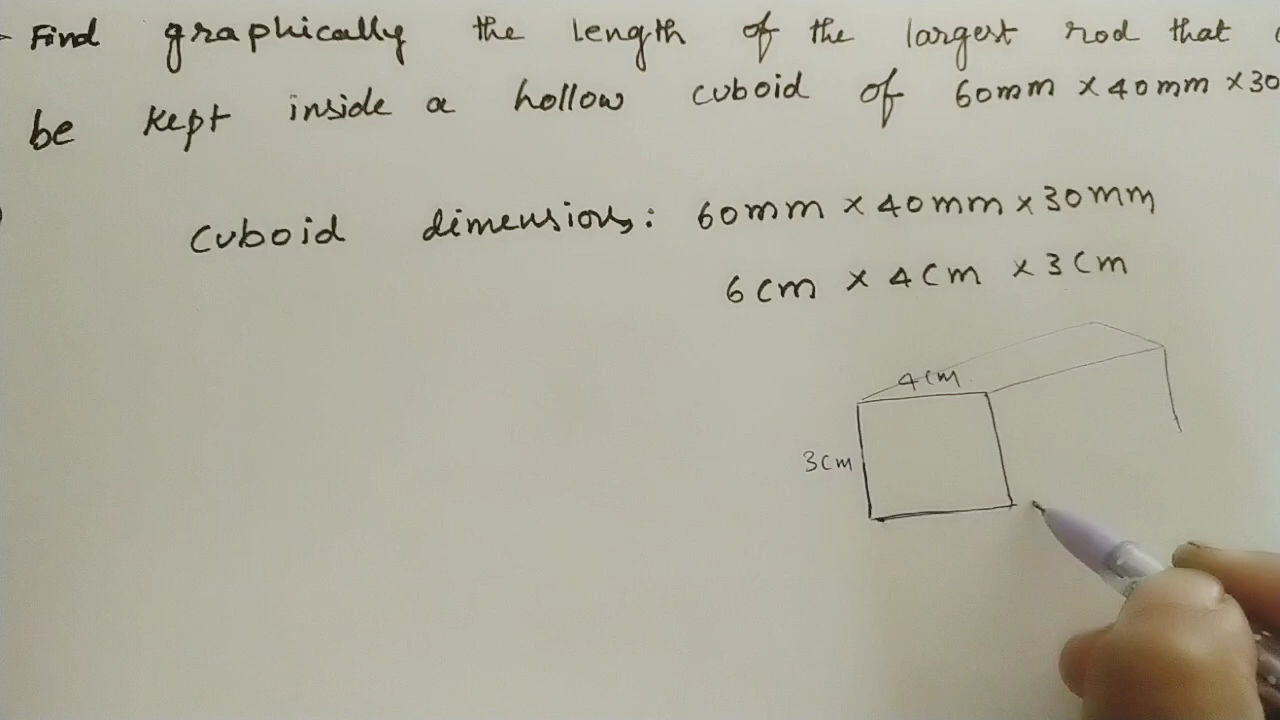 Find graphically the length of the largest rod that
be kept inside a hollow cuboid of 60mm x 40mm x 30
Cuboid dimensions: 60mm x 40mm x 30mm
6cm x 4cm x 3cm
4cm
3cm